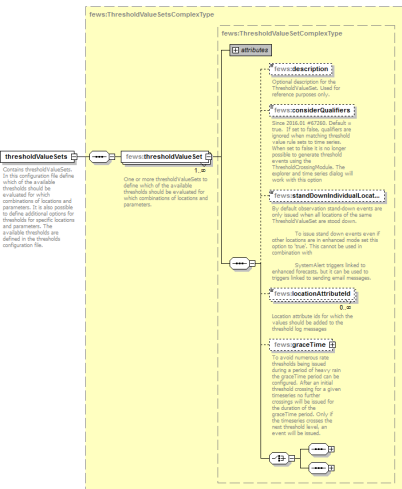 fews:ThresholdValueSetsComplexType
fews:ThresholdValueSetComplexType
attributes
fews:description
Optional description for the
ThresholdValueSet. Used for
reference purposes only.
fews:considerQualifiers
Since 2016.01 #67280. Default is
true. If set to false, qualifiers are
ignored when matching threshold
value rule sets to time series.
When set to false it is no longer
possible to generate threshold
events using the
ThresholdCrossingModule. The
explorer and time series dialog will
work with this option
thresholdValueSets
fews:thresholdValueSet
1..∞
Contains thresholdValueSets.
In this configuration file define
which of the available
thresholds should be
evaluated for which
combinations of locations and
parameters. It is also possible
to define additional options for
thresholds for specific locations
and parameters. The
available thresholds are
defined in the thresholds
configuration file.
One or more thresholdValueSets to
define which of the available
thresholds should be evaluated for
which combinations of locations and
parameters.
fews:standDownIndividualLocat...
By default observation stand-down events are
only issued when all locations of the same
ThresholdValueSet are stood down.
To issue stand down events even if
other locations are in enhanced mode set this
option to 'true'. This cannot be used in
combination with
SystemAlert triggers linked to
enhanced forecasts, but it can be used to
triggers linked to sending email messages.
fews:locationAttributeId
0..∞
Location attribute ids for which the
values should be added to the
threshold log messages
fews:graceTime
To avoid numerous rate
thresholds being issued
during a period of heavy rain
the graceTime period can be
configured. After an initial
threshold crossing for a given
timeseries no further
crossings will be issued for
the duration of the
graceTime period. Only if
the timeseries crosses the
next threshold level, an
event will be issued.